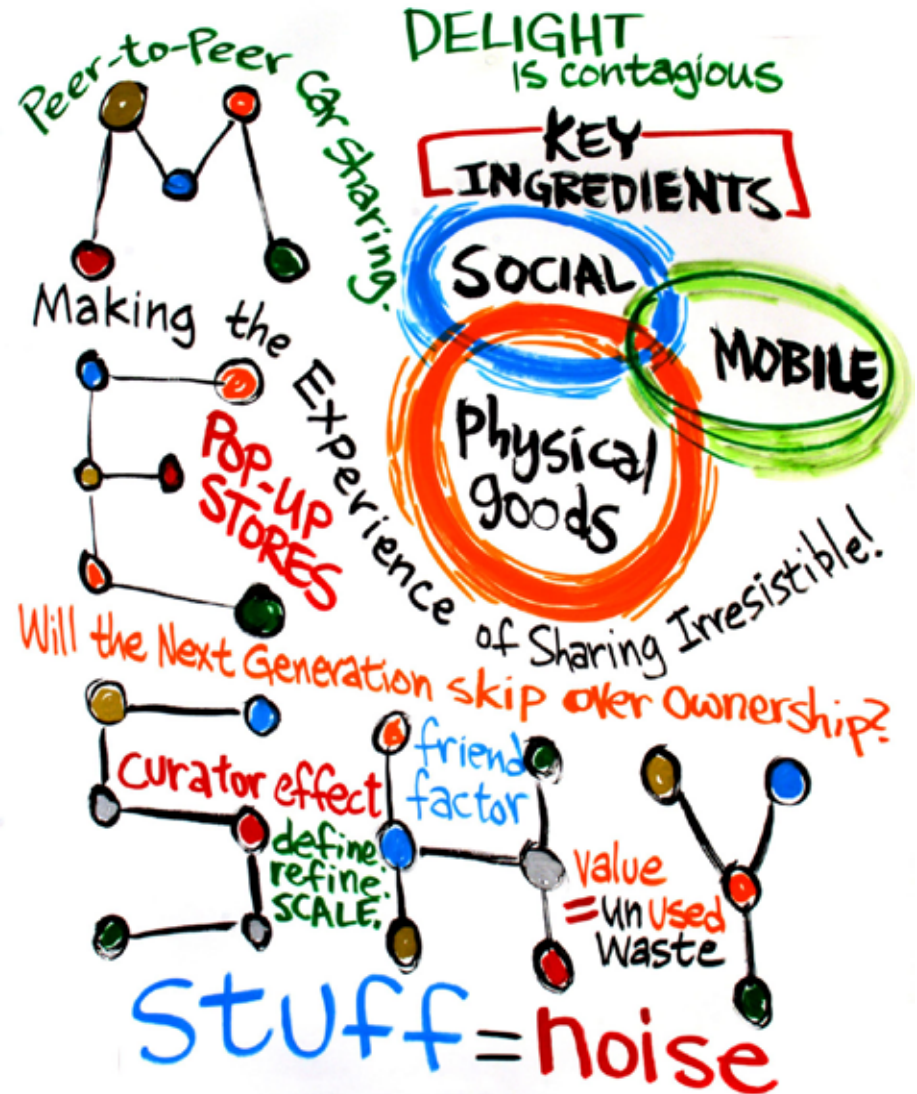 Peer-to-Peer car sharing.
M
DELIGHT
is contagious
KEY
INGREDIENTS
SOCIAL
MOBILE
Physical
goods
Making the Experience of Sharing Irresistible!
E
POP-UP
STORES
Will the Next Generation skip over ownership?
S H Y
curator effect
define.
refine.
SCALE.
friend
factor
value
=unused
Waste
stuff=noise